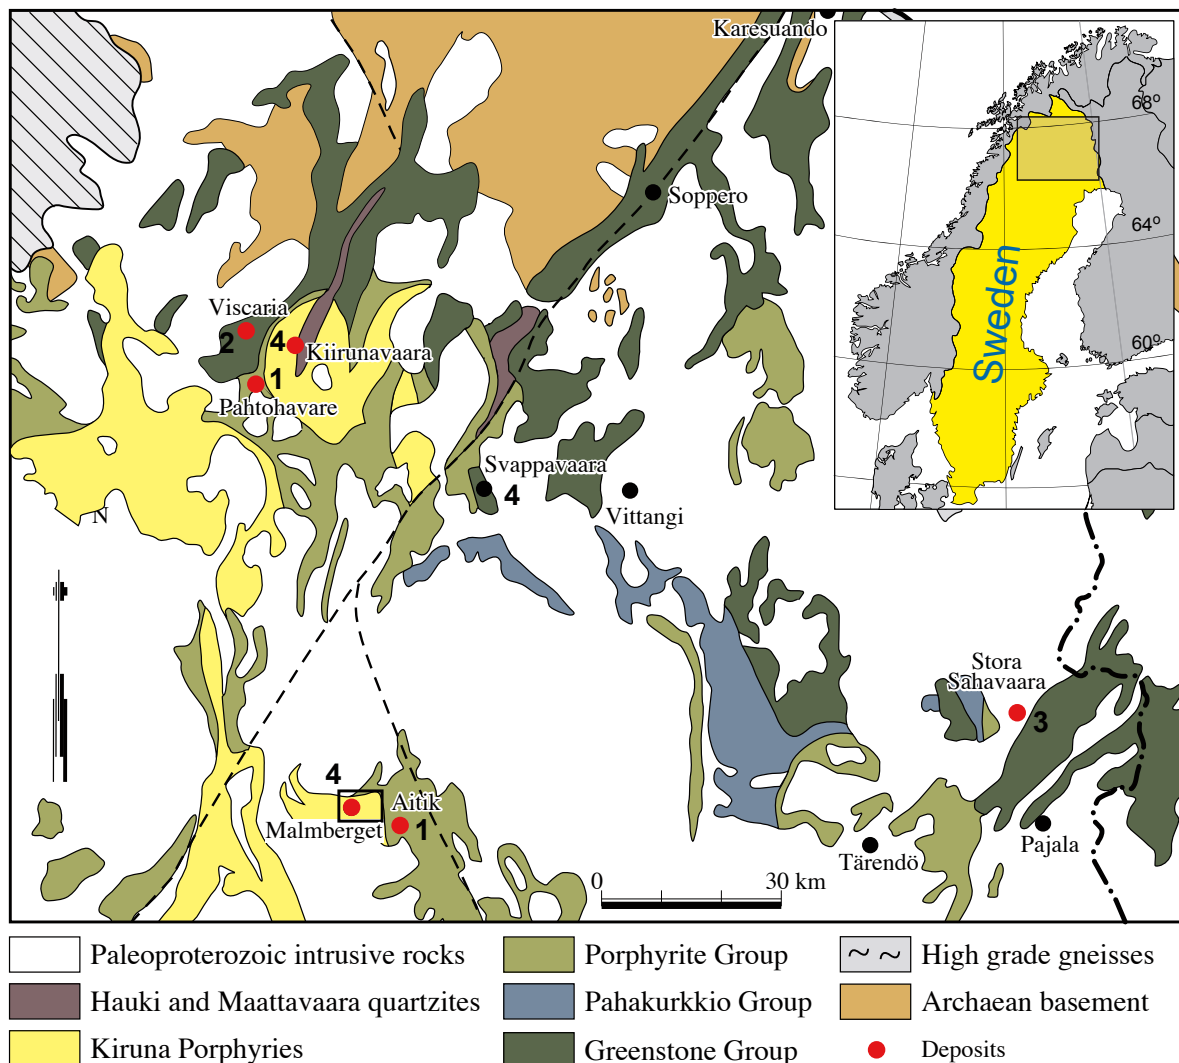 Karesuando
68°
Soppero
64°
Sweden
Viscaria
2
4
Kiirunavaara
1
Pahtohavare
60°
Svappavaara
4
Vittangi
N
Stora
Sahavaara
3
4
Aitik
Malmberget
1
Pajala
Tärendö
0 30 km
Paleoproterozoic intrusive rocks
Porphyrite Group
~ ~ High grade gneisses
Hauki and Maattavaara quartzites
Pahakurkkio Group
Archaean basement
Kiruna Porphyries
Greenstone Group
Deposits